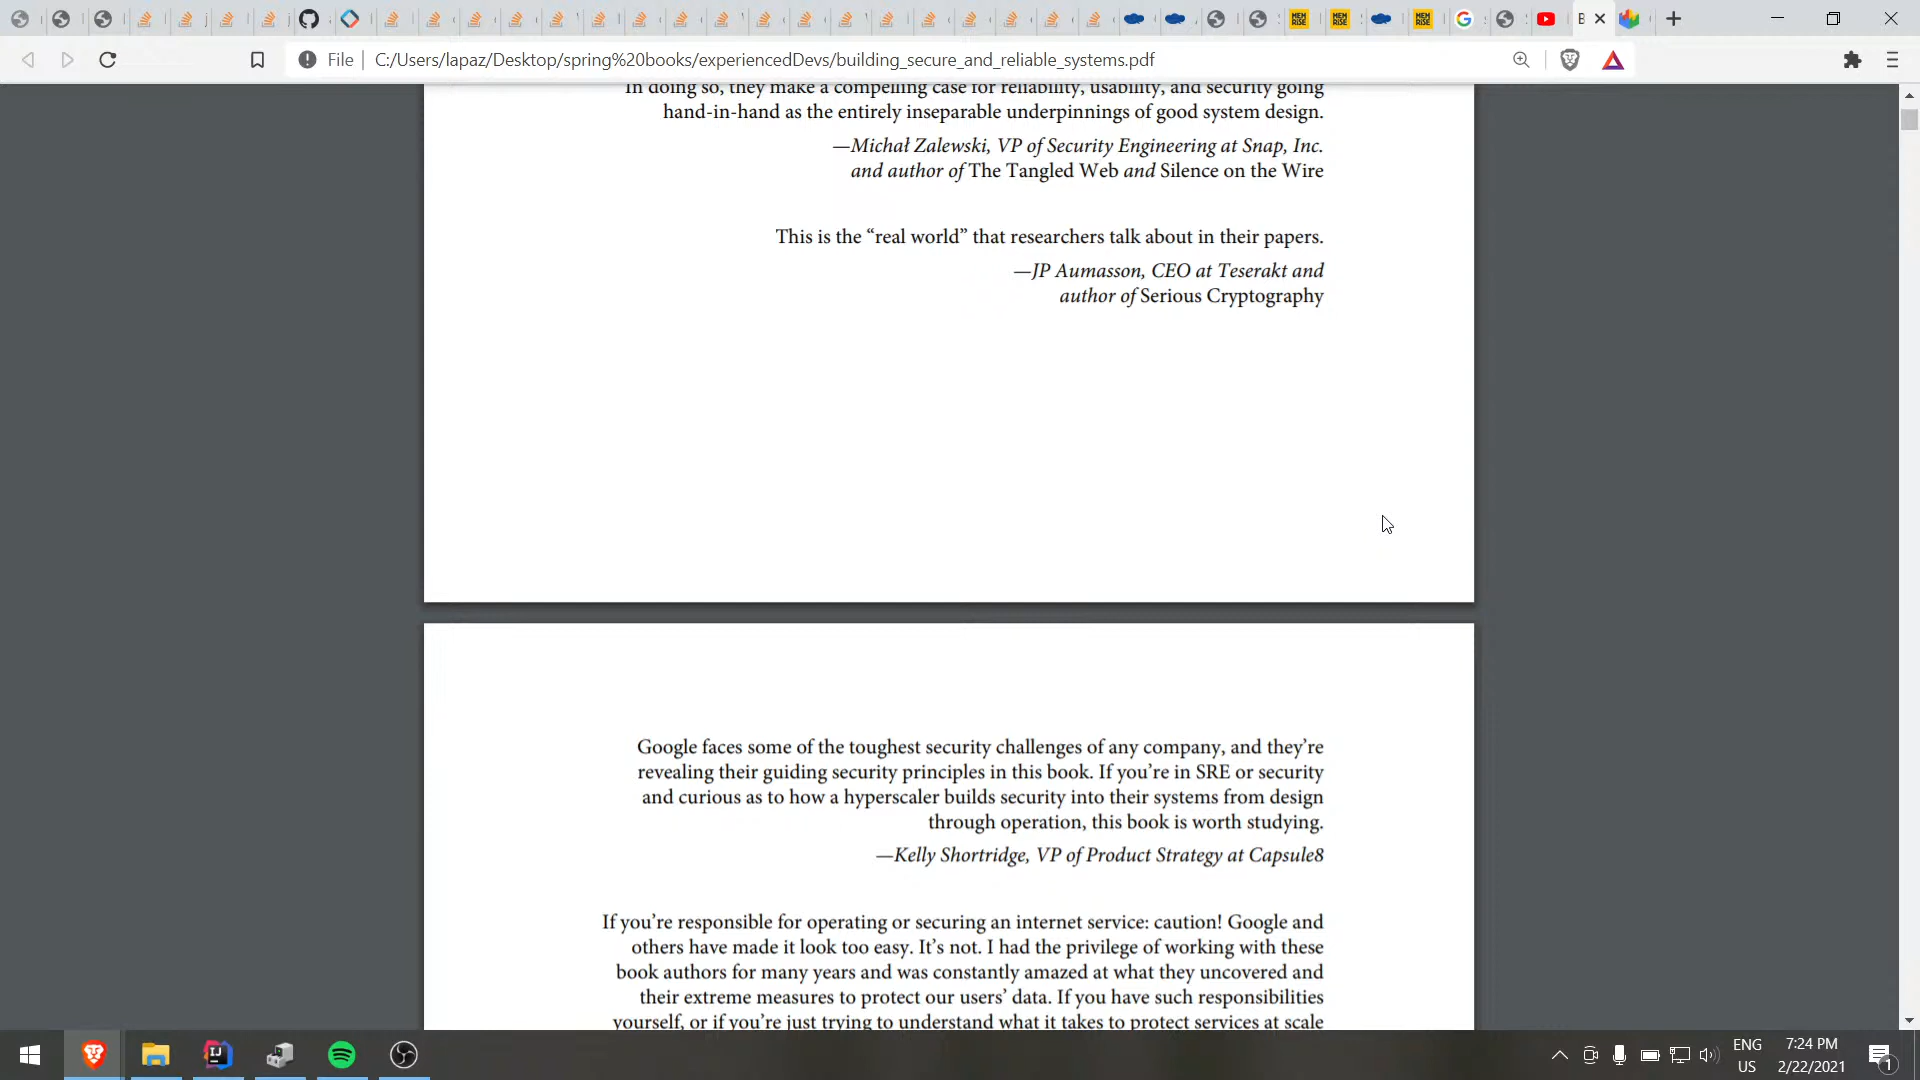 File
C:/Users/lapaz/Desktop/spring%20books/experiencedDevs/building_secure_and_reliable_systems.pdf
In doing so, they make a compelling case for reliability, usability, and security going
hand-in-hand as the entirely inseparable underpinnings of good system design.
—Michał Zalewski, VP of Security Engineering at Snap, Inc.
and author of The Tangled Web and Silence on the Wire
This is the “real world” that researchers talk about in their papers.
—JP Aumasson, CEO at Teserakt and
author of Serious Cryptography
Google faces some of the toughest security challenges of any company, and they’re
revealing their guiding security principles in this book. If you’re in SRE or security
and curious as to how a hyperscaler builds security into their systems from design
through operation, this book is worth studying.
—Kelly Shortridge, VP of Product Strategy at Capsule8
If you’re responsible for operating or securing an internet service: caution! Google and
others have made it look too easy. It’s not. I had the privilege of working with these
book authors for many years and was constantly amazed at what they uncovered and
their extreme measures to protect our users’ data. If you have such responsibilities
yourself, or if you’re just trying to understand what it takes to protect services at scale
ENG
US
7:24 PM
2/22/2021
1